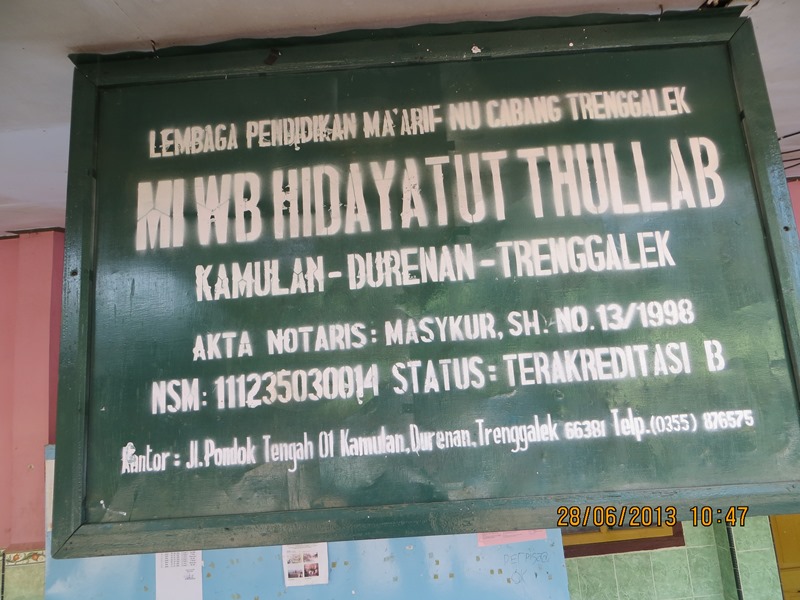 LEMBAGA PENDIDIKAN MA'ARIF NU CABANG TRENGGALEK
MI WB HIDAYATUT THULLAB
KAMULAN - DURENAN - TRENGGALEK
AKTA NOTARIS : MASYKUR, SH. NO. 13/1998
NSM : 111235030014 STATUS : TERAKREDITASI B
Kantor : Jl. Pondok Tengah 01 Kamulan, Durenan, Trenggalek 66381 Telp. (0355) 876575
28/06/2013 10:47